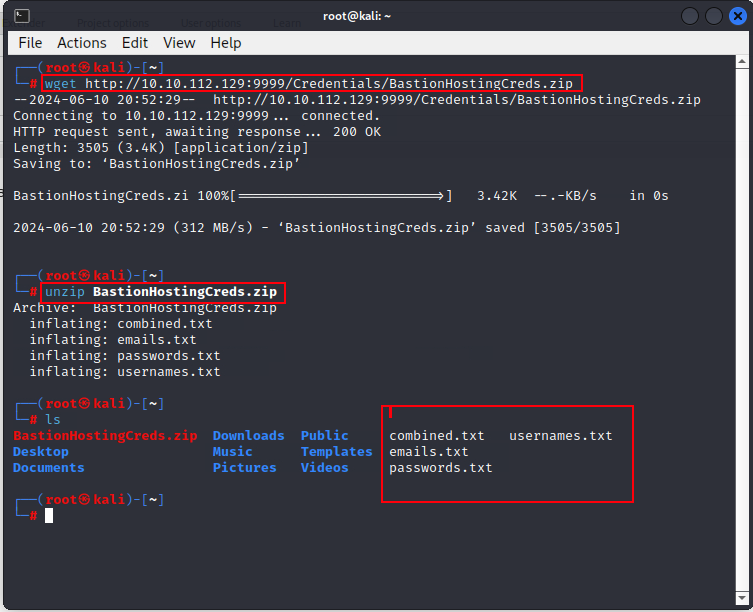 root@kali: ~
File Actions Edit View Help
┌──(root㉿kali)-[~]
└─# wget http://10.10.112.129:9999/Credentials/BastionHostingCreds.zip
--2024-06-10 20:52:29--  http://10.10.112.129:9999/Credentials/BastionHostingCreds.zip
Connecting to 10.10.112.129:9999... connected.
HTTP request sent, awaiting response... 200 OK
Length: 3505 (3.4K) [application/zip]
Saving to: ‘BastionHostingCreds.zip’
BastionHostingCreds.zi 100%[=========================>]   3.42K  --.-KB/s    in 0s
2024-06-10 20:52:29 (312 MB/s) - ‘BastionHostingCreds.zip’ saved [3505/3505]
┌──(root㉿kali)-[~]
└─# unzip BastionHostingCreds.zip
Archive:  BastionHostingCreds.zip
  inflating: combined.txt
  inflating: emails.txt
  inflating: passwords.txt
  inflating: usernames.txt
┌──(root㉿kali)-[~]
└─# ls
BastionHostingCreds.zip  Downloads  Public     combined.txt   usernames.txt
Desktop                  Music      Templates  emails.txt
Documents                Pictures   Videos     passwords.txt
┌──(root㉿kali)-[~]
└─#